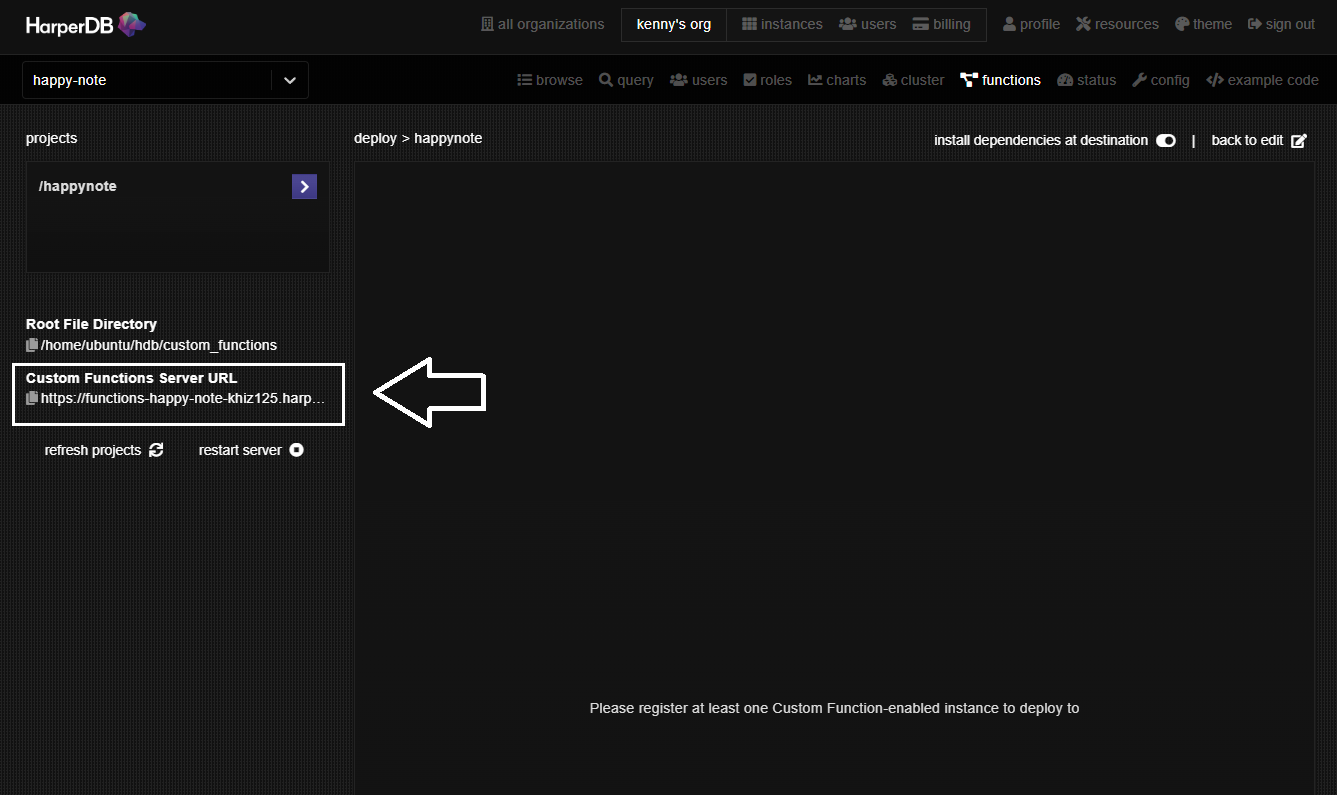 HarperDB
all organizations
kenny's org
instances
users
billing
profile
resources
theme
sign out
happy-note
browse
query
users
roles
charts
cluster
functions
status
config
example code
projects
deploy > happynote
install dependencies at destination
|
back to edit
/happynote
Root File Directory
/home/ubuntu/hdb/custom_functions
Custom Functions Server URL
https://functions-happy-note-khiz125.harp…
refresh projects
restart server
Please register at least one Custom Function-enabled instance to deploy to